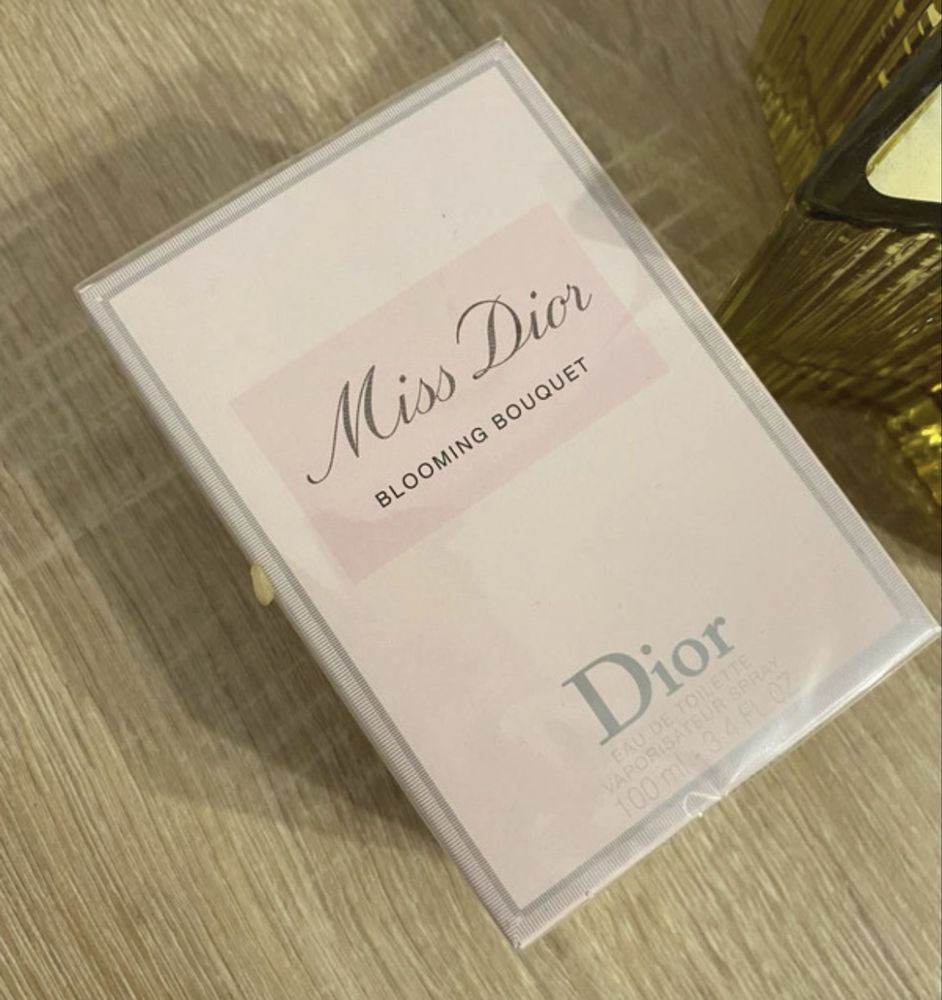 Miss Dior
BLOOMING BOUQUET
Dior
EAU DE TOILETTE
VAPORISATEUR · SPRAY
100 ml · 3.4 FL. OZ